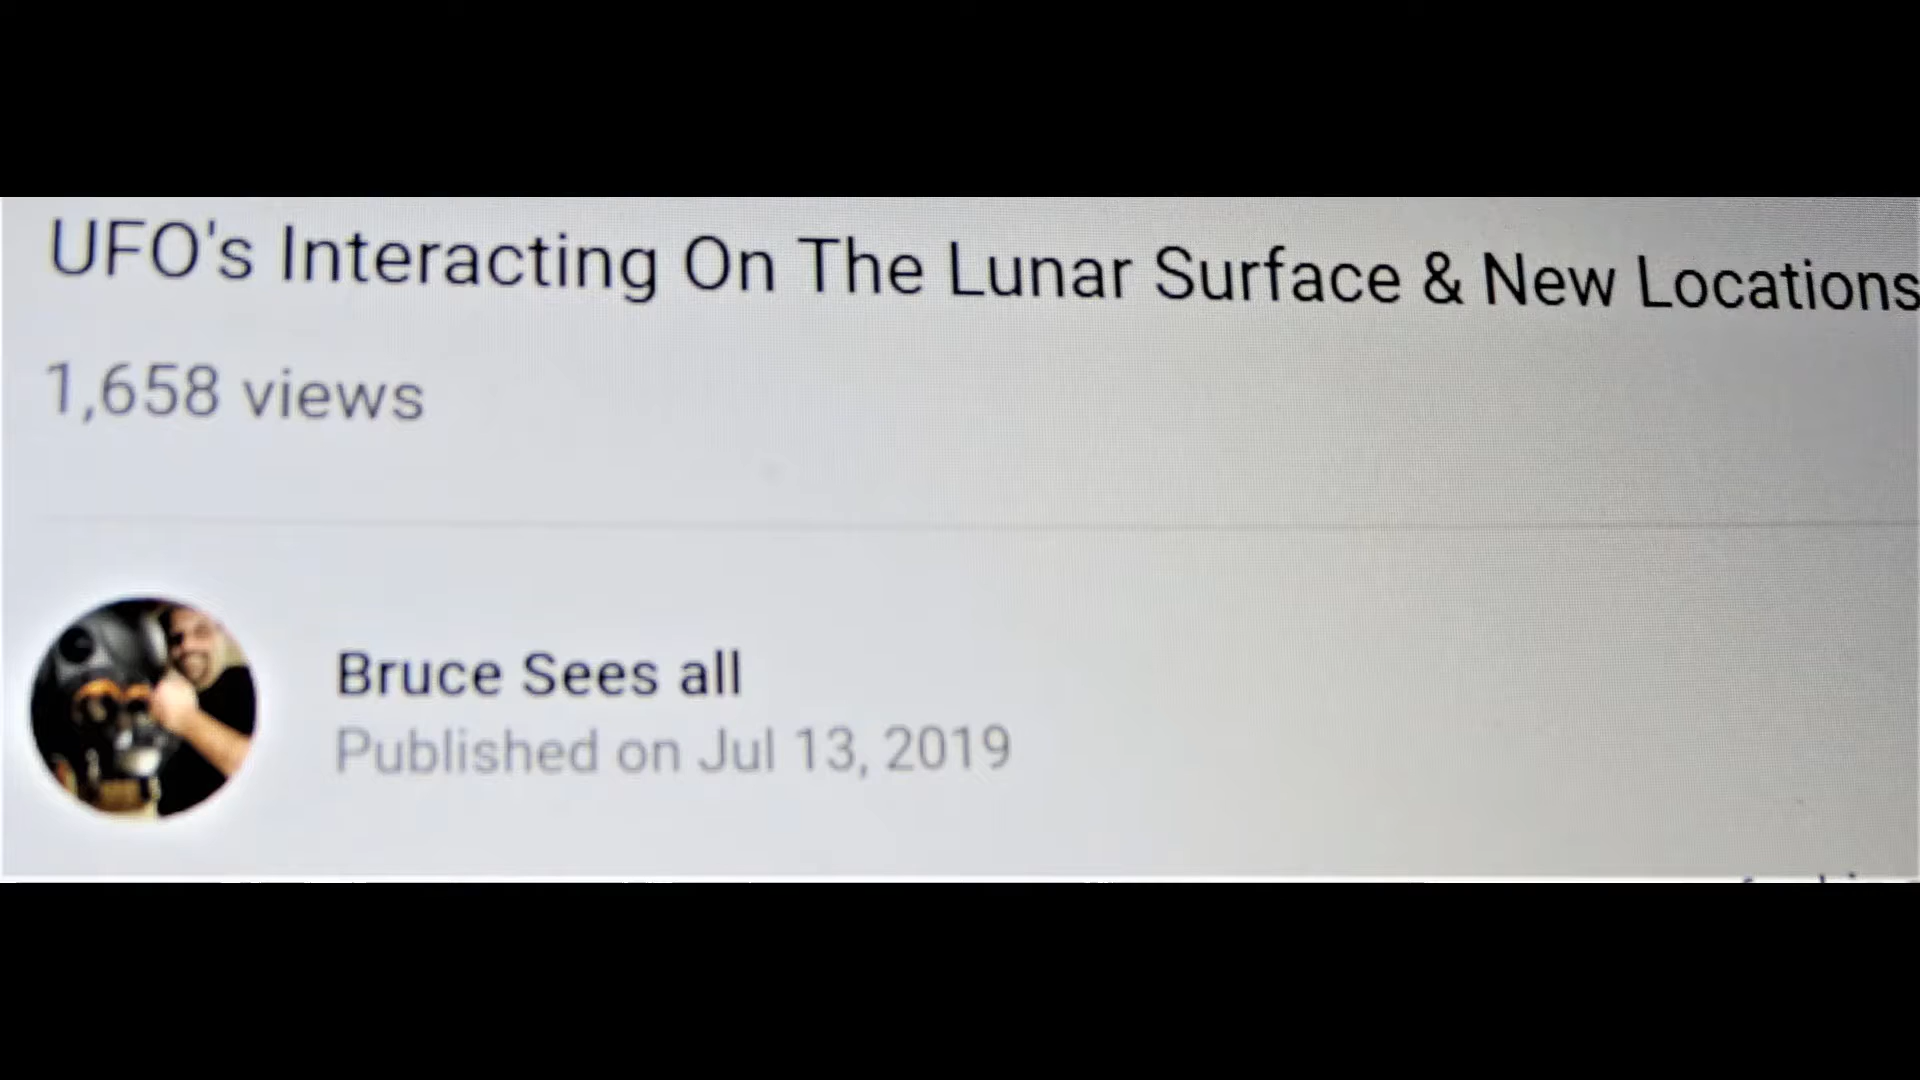 UFO's Interacting On The Lunar Surface & New Locations
1,658 views
Bruce Sees all
Published on Jul 13, 2019